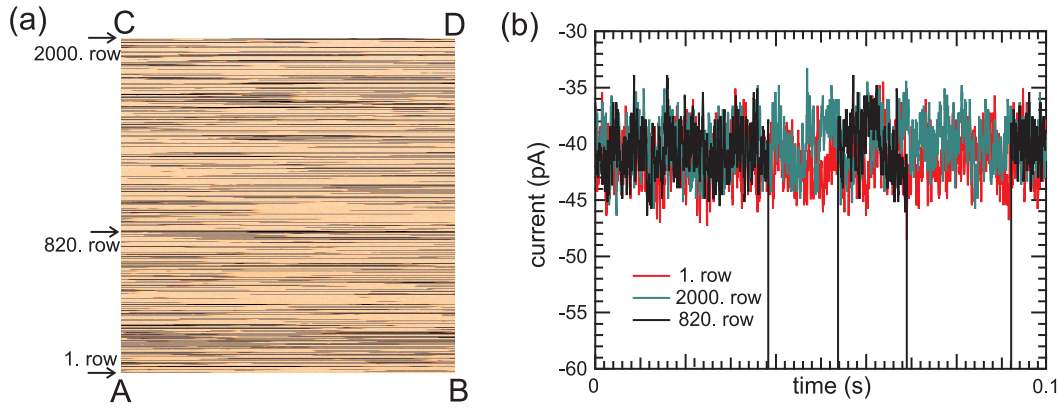 (a)
C
D
2000. row
820. row
1. row
A
B
(b)
-30
-35
-40
-45
-50
-55
-60
current (pA)
1. row
2000. row
820. row
0
time (s)
0.1